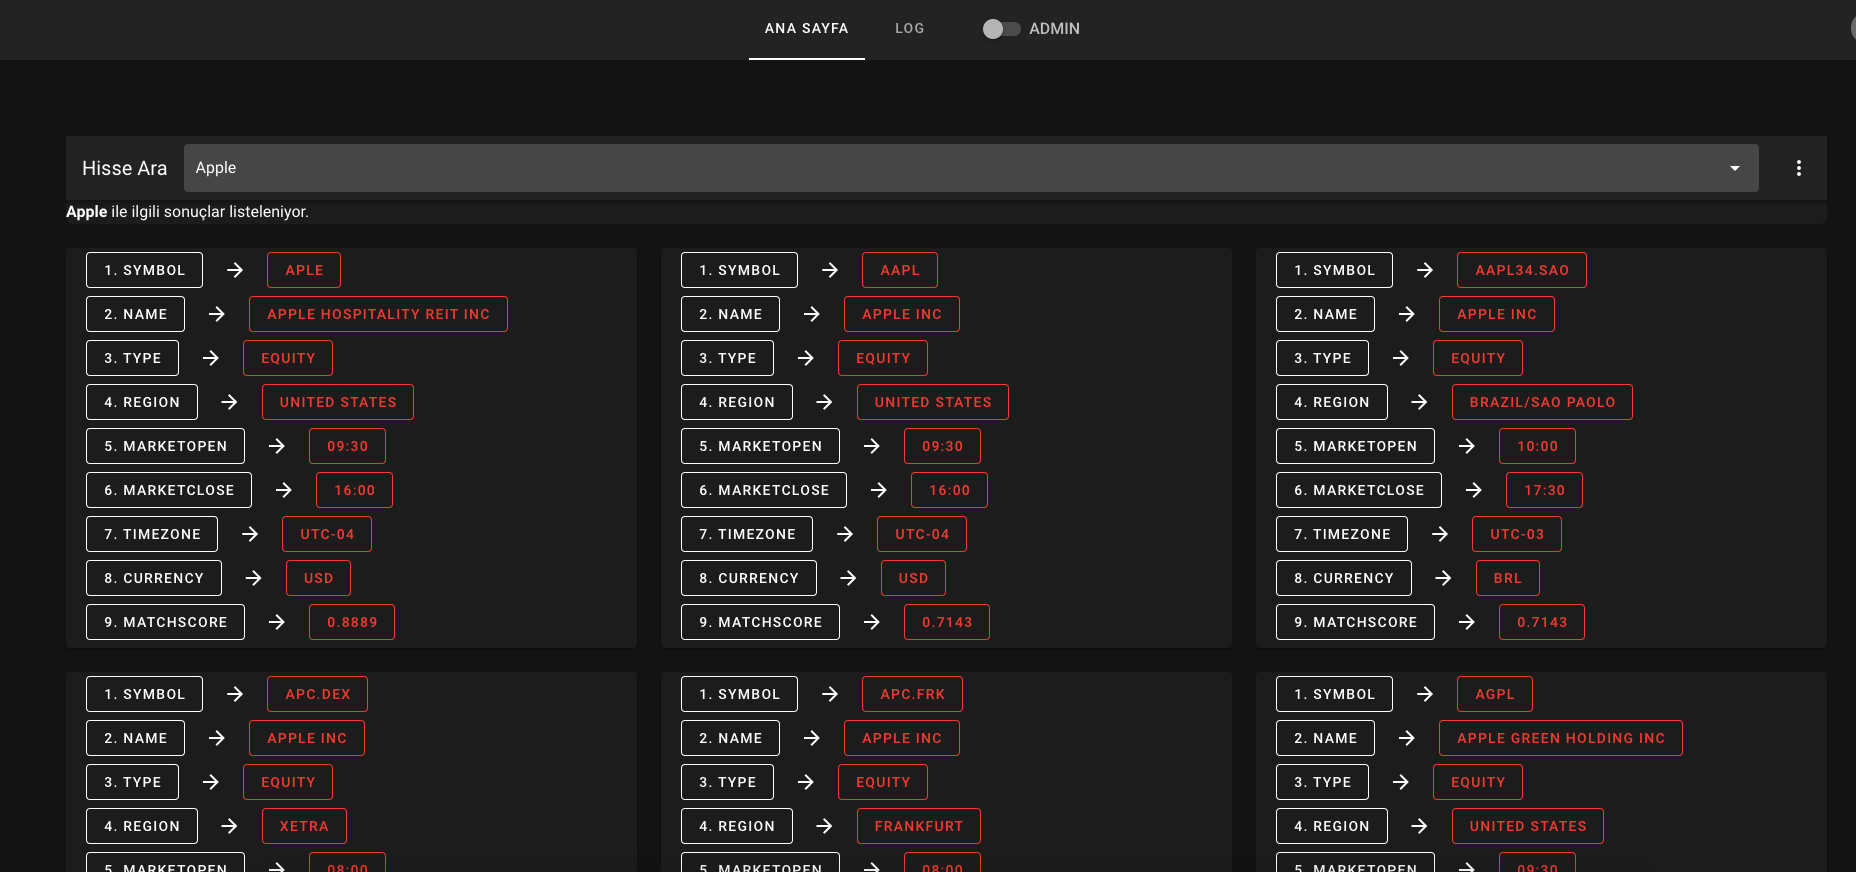 ANA SAYFA LOG ADMIN
Hisse Ara Apple
Apple ile ilgili sonuçlar listeleniyor.
1. SYMBOL → APLE
2. NAME → APPLE HOSPITALITY REIT INC
3. TYPE → EQUITY
4. REGION → UNITED STATES
5. MARKETOPEN → 09:30
6. MARKETCLOSE → 16:00
7. TIMEZONE → UTC-04
8. CURRENCY → USD
9. MATCHSCORE → 0.8889
1. SYMBOL → AAPL
2. NAME → APPLE INC
3. TYPE → EQUITY
4. REGION → UNITED STATES
5. MARKETOPEN → 09:30
6. MARKETCLOSE → 16:00
7. TIMEZONE → UTC-04
8. CURRENCY → USD
9. MATCHSCORE → 0.7143
1. SYMBOL → AAPL34.SAO
2. NAME → APPLE INC
3. TYPE → EQUITY
4. REGION → BRAZIL/SAO PAOLO
5. MARKETOPEN → 10:00
6. MARKETCLOSE → 17:30
7. TIMEZONE → UTC-03
8. CURRENCY → BRL
9. MATCHSCORE → 0.7143
1. SYMBOL → APC.DEX
2. NAME → APPLE INC
3. TYPE → EQUITY
4. REGION → XETRA
5. MARKETOPEN → 08:00
1. SYMBOL → APC.FRK
2. NAME → APPLE INC
3. TYPE → EQUITY
4. REGION → FRANKFURT
5. MARKETOPEN → 08:00
1. SYMBOL → AGPL
2. NAME → APPLE GREEN HOLDING INC
3. TYPE → EQUITY
4. REGION → UNITED STATES
5. MARKETOPEN → 09:30